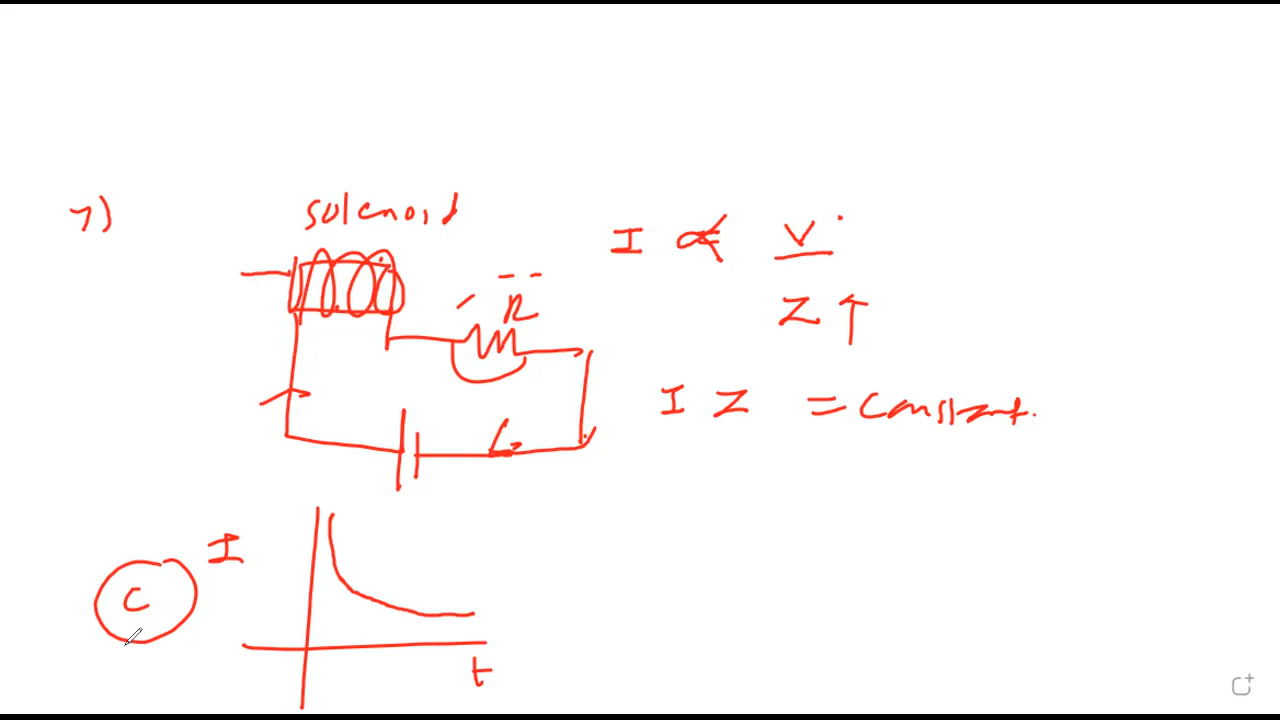 7)
solenoid
I ∝ V
Z ↑
R
I Z = constant.
I
C
t